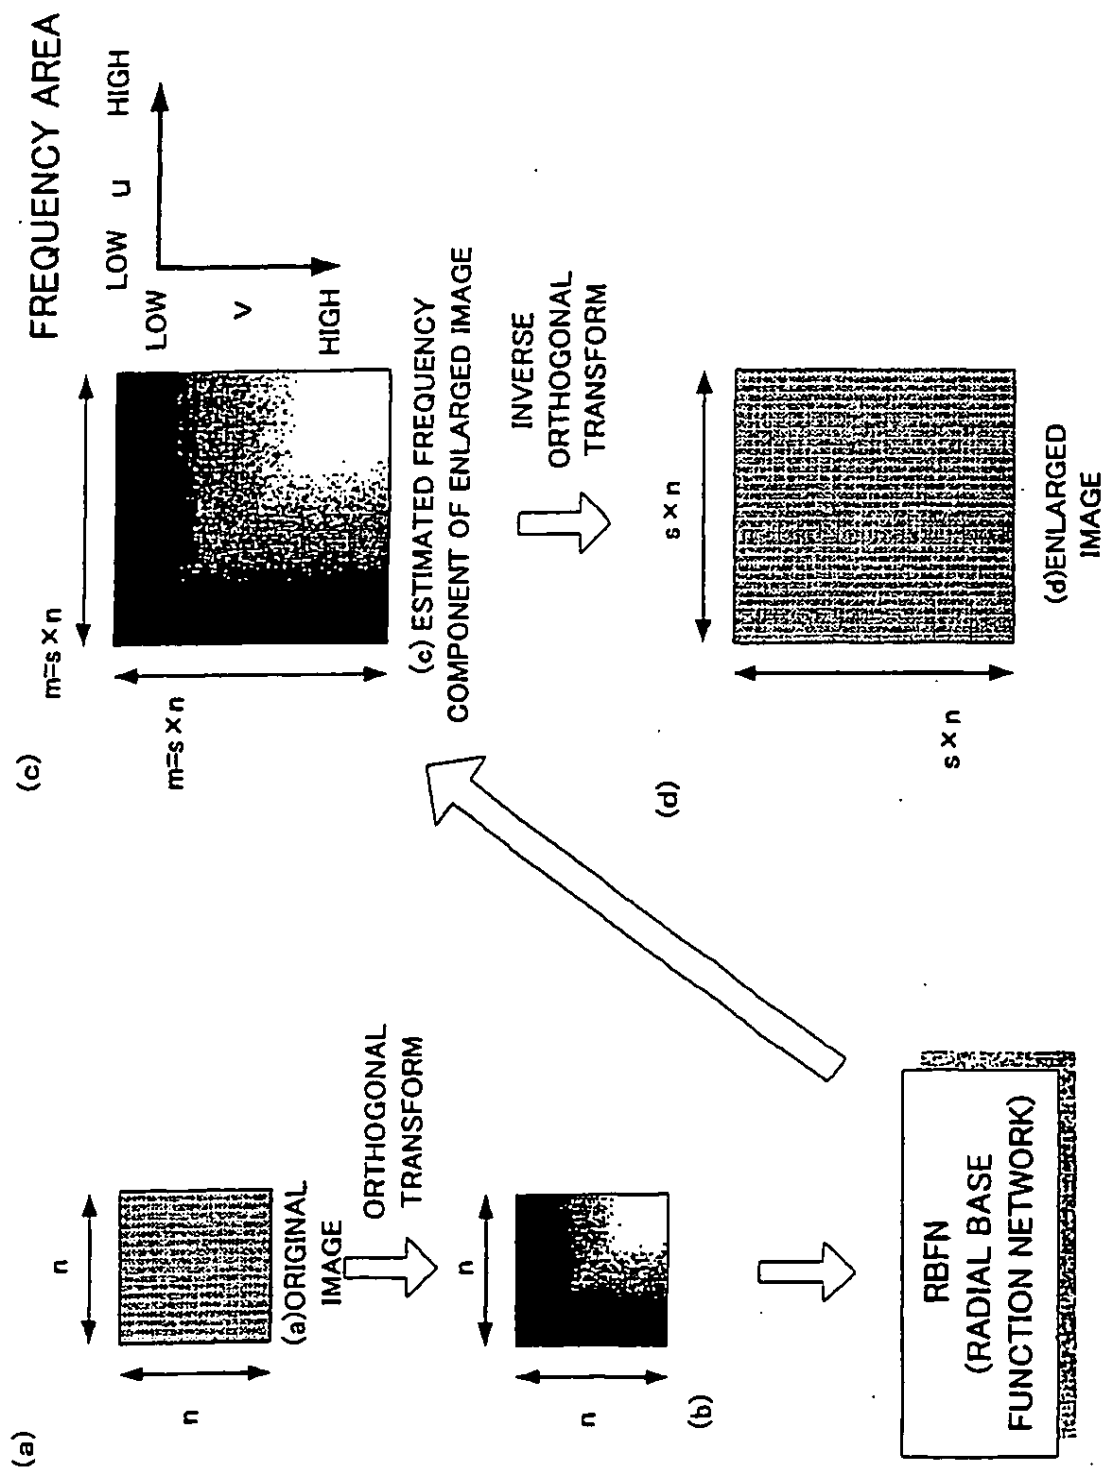 (a)
n
n
(a)ORIGINAL
IMAGE
ORTHOGONAL
TRANSFORM
n
n
(b)
RBFN
(RADIAL BASE
FUNCTION NETWORK)
(c)
m=s×n
m=s×n
FREQUENCY AREA
LOW u HIGH
LOW
v
HIGH
(c) ESTIMATED FREQUENCY
COMPONENT OF ENLARGED IMAGE
INVERSE
ORTHOGONAL
TRANSFORM
(d)
s×n
s×n
(d)ENLARGED
IMAGE